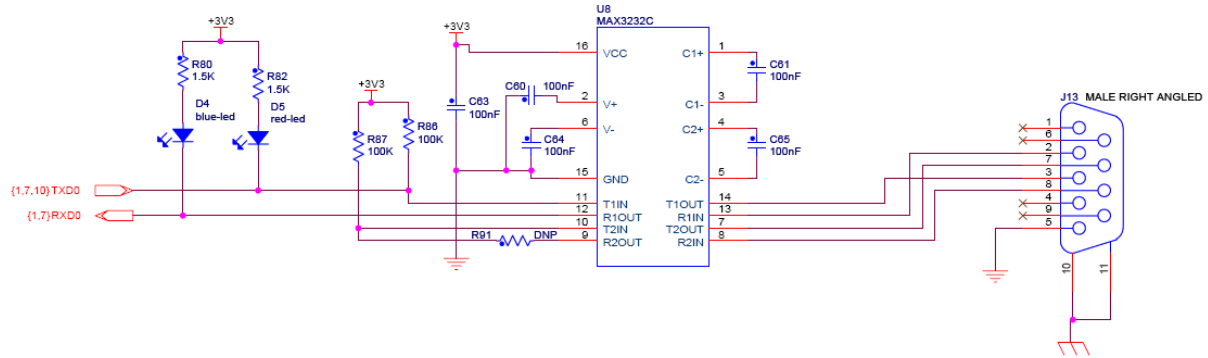 U8
MAX3232C
+3V3
+3V3
+3V3
R80
1.5K
R82
1.5K
D4
blue-led
D5
red-led
R87
100K
R86
100K
C63
100nF
C60
100nF
C64
100nF
C61
100nF
C65
100nF
16
VCC
C1+
1
2
V+
C1-
3
6
V-
C2+
4
15
GND
C2-
5
11
T1IN
T1OUT
14
12
R1OUT
R1IN
13
10
T2IN
T2OUT
7
9
R2OUT
R2IN
8
R91
DNP
{1,7,10}TXD0
{1,7}RXD0
J13 MALE RIGHT ANGLED
1
6
2
7
3
8
4
9
5
10
11